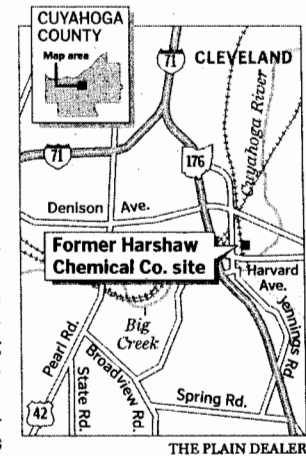 CUYAHOGA
COUNTY
Map area
71
CLEVELAND
Cuyahoga River
71
176
Denison Ave.
Former Harshaw
Chemical Co. site
Harvard
Ave.
Jennings Rd
Big
Creek
Pearl Rd.
State Rd.
Broadview Rd.
Spring Rd.
42
THE PLAIN DEALER